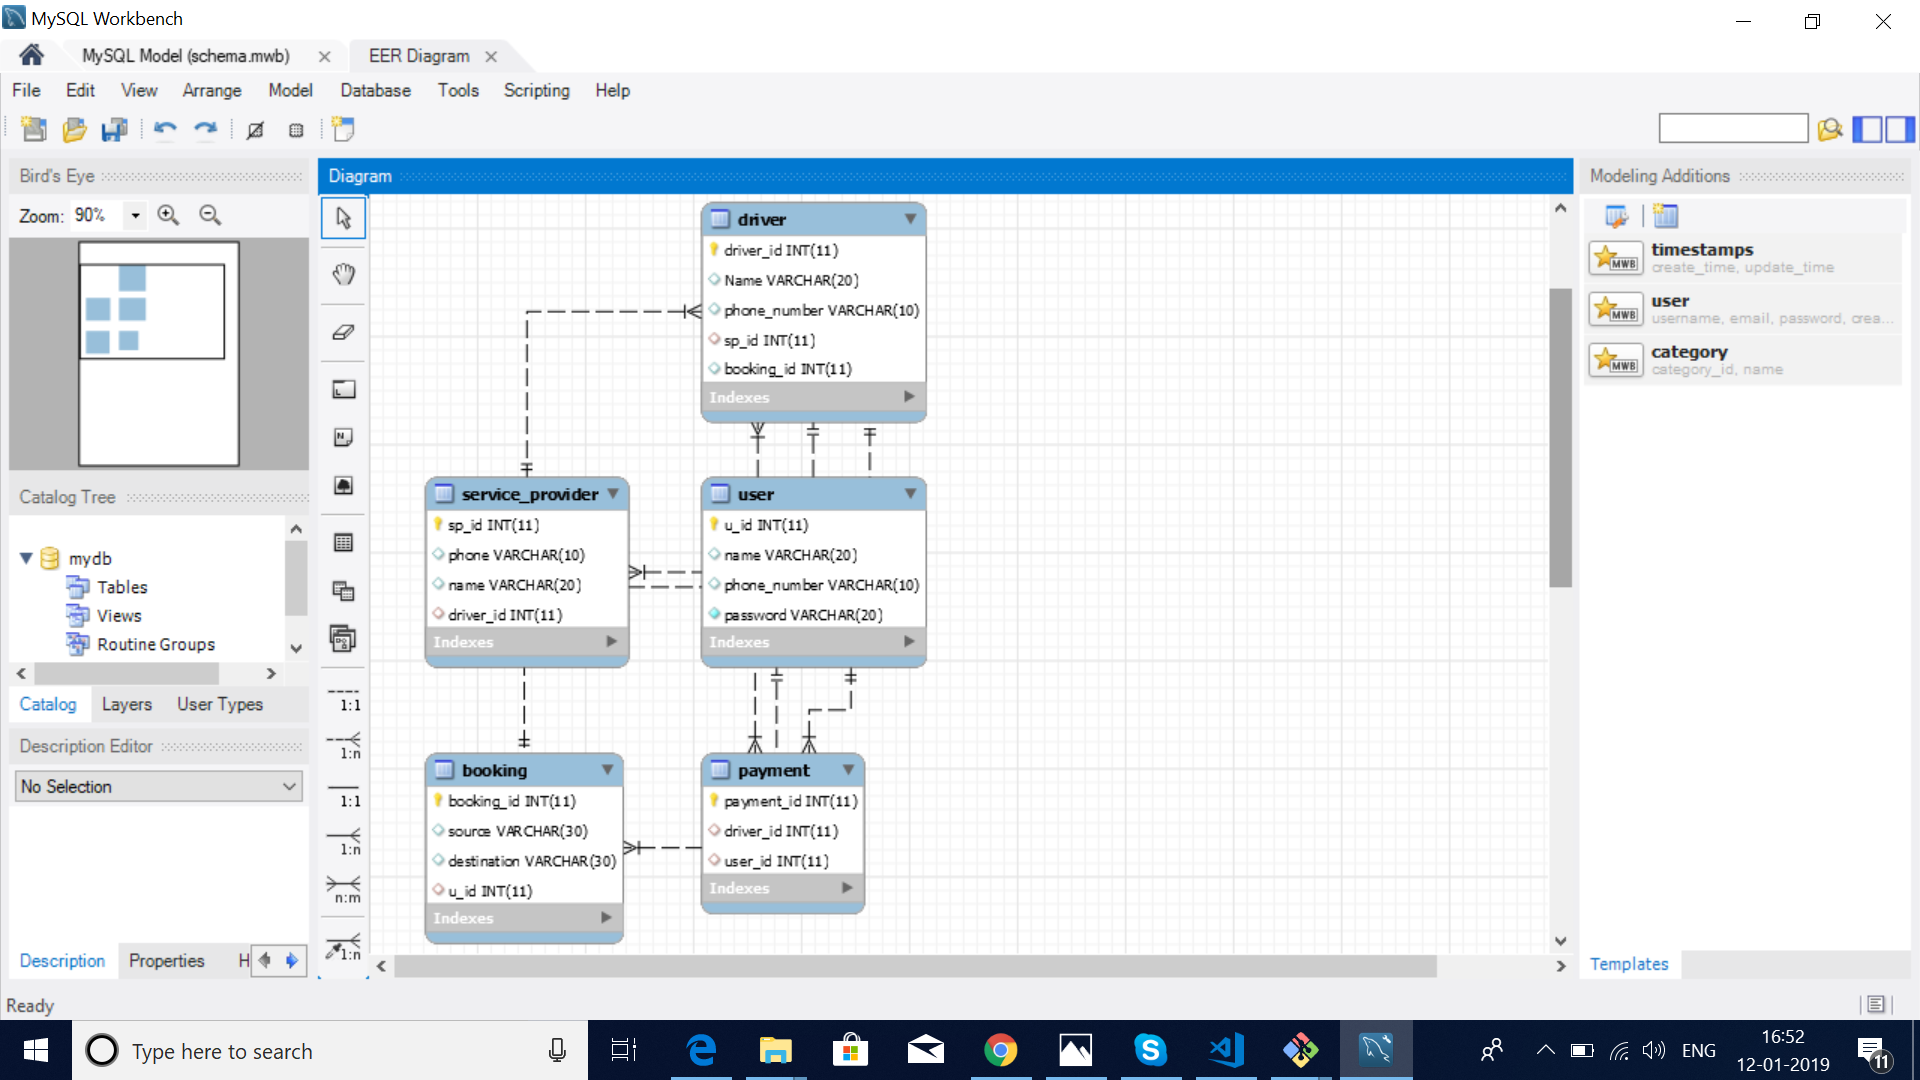 MySQL Workbench
MySQL Model (schema.mwb)
EER Diagram
File Edit View Arrange Model Database Tools Scripting Help
Bird's Eye
Zoom: 90%
Catalog Tree
mydb
Tables
Views
Routine Groups
Catalog Layers User Types
Description Editor
No Selection
Description Properties H
Ready
Diagram
1:1
1:n
1:1
1:n
n:m
1:n
driver
driver_id INT(11)
Name VARCHAR(20)
phone_number VARCHAR(10)
sp_id INT(11)
booking_id INT(11)
Indexes
service_provider
sp_id INT(11)
phone VARCHAR(10)
name VARCHAR(20)
driver_id INT(11)
Indexes
user
u_id INT(11)
name VARCHAR(20)
phone_number VARCHAR(10)
password VARCHAR(20)
Indexes
booking
booking_id INT(11)
source VARCHAR(30)
destination VARCHAR(30)
u_id INT(11)
Indexes
payment
payment_id INT(11)
driver_id INT(11)
user_id INT(11)
Indexes
Modeling Additions
MWB
timestamps
create_time, update_time
MWB
user
username, email, password, crea...
MWB
category
category_id, name
Templates
Type here to search
ENG
16:52
12-01-2019
11